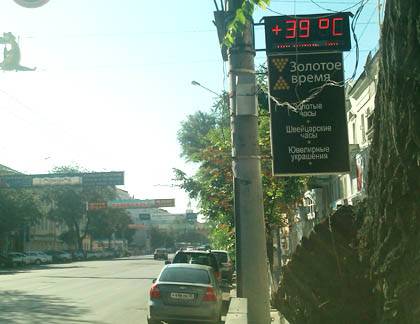 +39°C
Золотое
время
Золотые
часы
Швейцарские
часы
Ювелирные
украшения